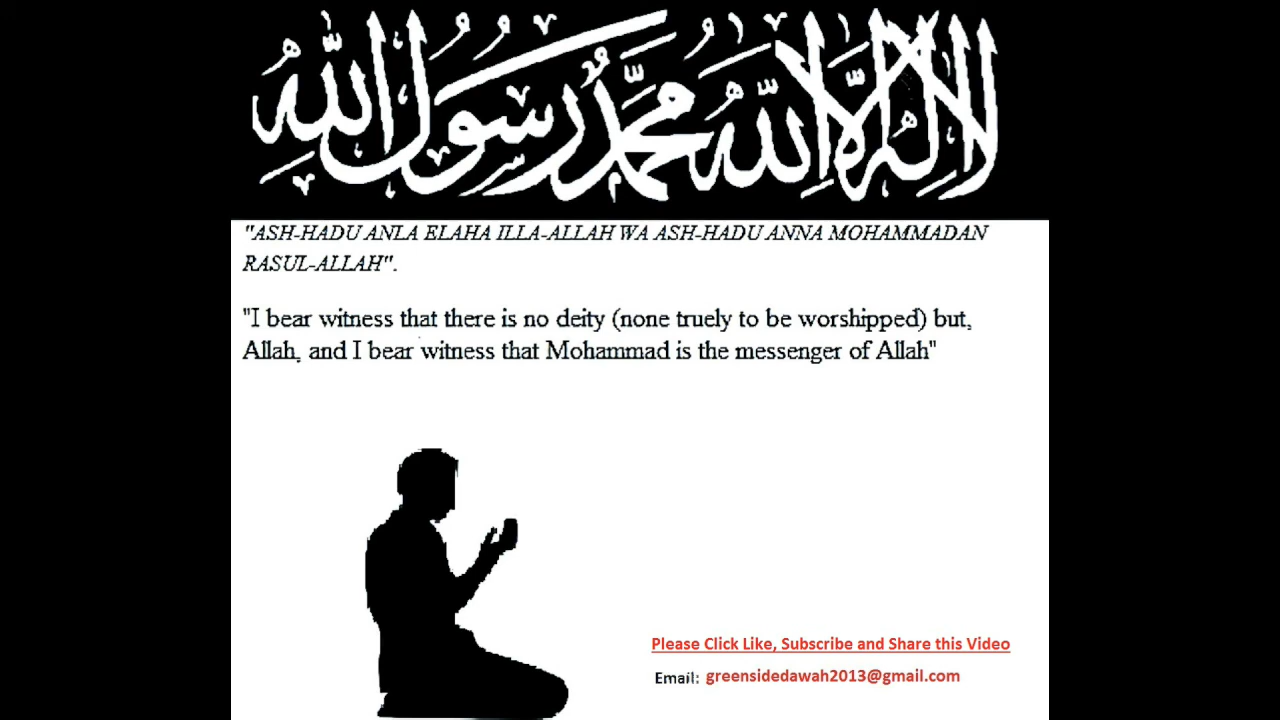 لا إله إلا الله محمد رسول الله
"ASH-HADU ANLA ELAHA ILLA-ALLAH WA ASH-HADU ANNA MOHAMMADAN
RASUL-ALLAH".
"I bear witness that there is no deity (none truely to be worshipped) but,
Allah, and I bear witness that Mohammad is the messenger of Allah"
Please Click Like, Subscribe and Share this Video
Email: greensidedawah2013@gmail.com